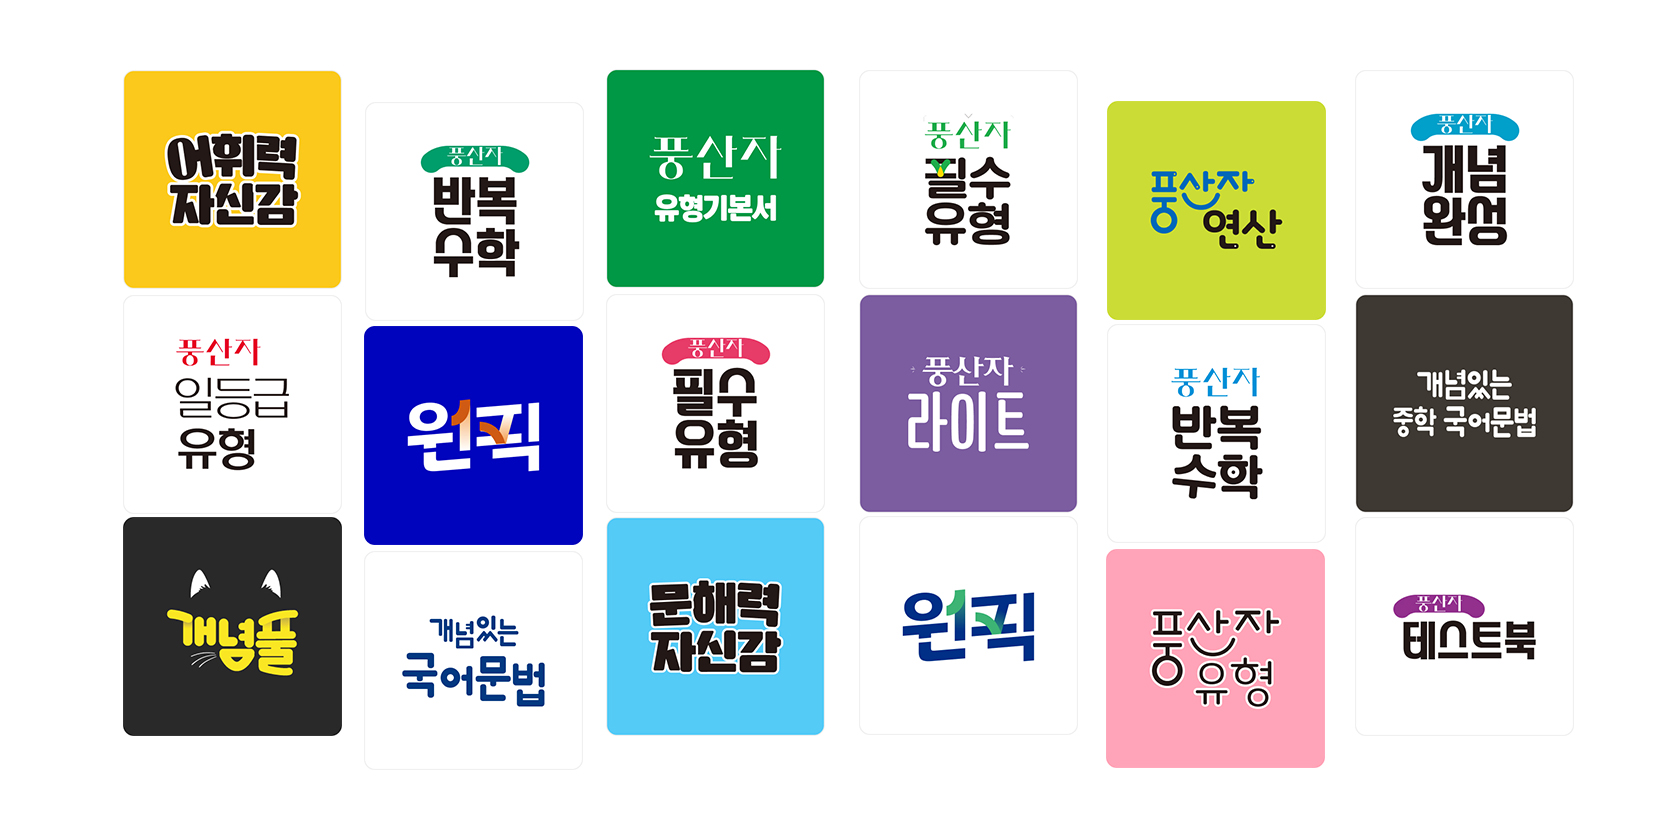 어휘력
자신감
풍산자
반복
수학
풍산자
유형기본서
풍산자
필수
유형
풍산자
연산
풍산자
개념
완성
풍산자
일등급
유형
원픽
풍산자
필수
유형
풍산자
라이트
풍산자
반복
수학
개념있는
중학 국어문법
개념풀
개념있는
국어문법
문해력
자신감
원픽
풍산자
유형
풍산자
테스트북